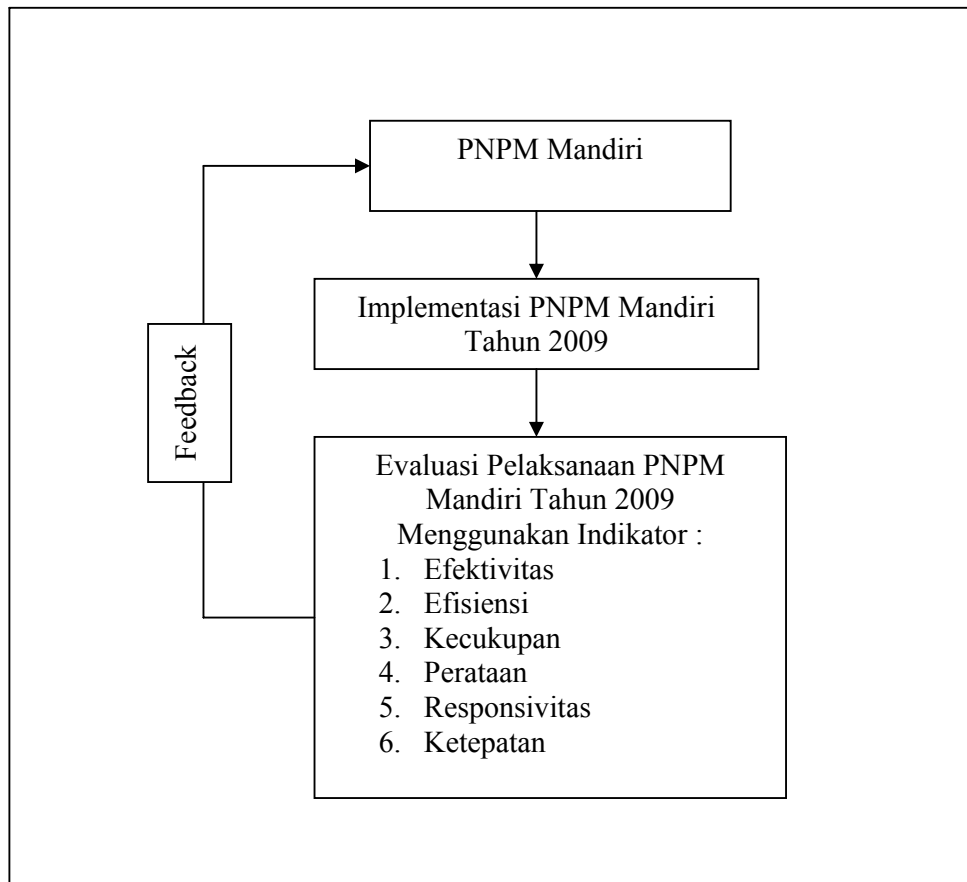 PNPM Mandiri
Implementasi PNPM Mandiri
Tahun 2009
Feedback
Evaluasi Pelaksanaan PNPM
Mandiri Tahun 2009
Menggunakan Indikator :
1. Efektivitas
2. Efisiensi
3. Kecukupan
4. Perataan
5. Responsivitas
6. Ketepatan